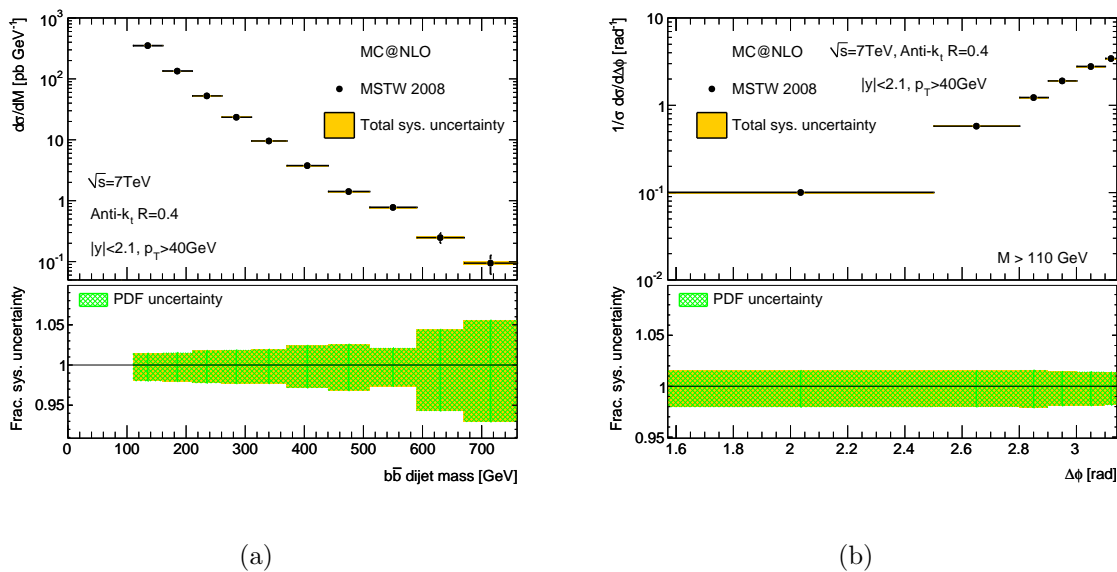 dσ/dM [pb GeV⁻¹]
10³
10²
10
1
10⁻¹
MC@NLO
MSTW 2008
Total sys. uncertainty
√s=7TeV
Anti-kₜ R=0.4
|y|<2.1, p_T>40GeV
Frac. sys. uncertainty
1.05
1
0.95
PDF uncertainty
0 100 200 300 400 500 600 700
bb̅ dijet mass [GeV]
(a)
1/σ dσ/dΔϕ [rad⁻¹]
10
1
10⁻¹
10⁻²
MC@NLO
MSTW 2008
Total sys. uncertainty
√s=7TeV, Anti-kₜ R=0.4
|y|<2.1, p_T>40GeV
M > 110 GeV
Frac. sys. uncertainty
1.05
1
0.95
PDF uncertainty
1.6 1.8 2 2.2 2.4 2.6 2.8 3
Δϕ [rad]
(b)